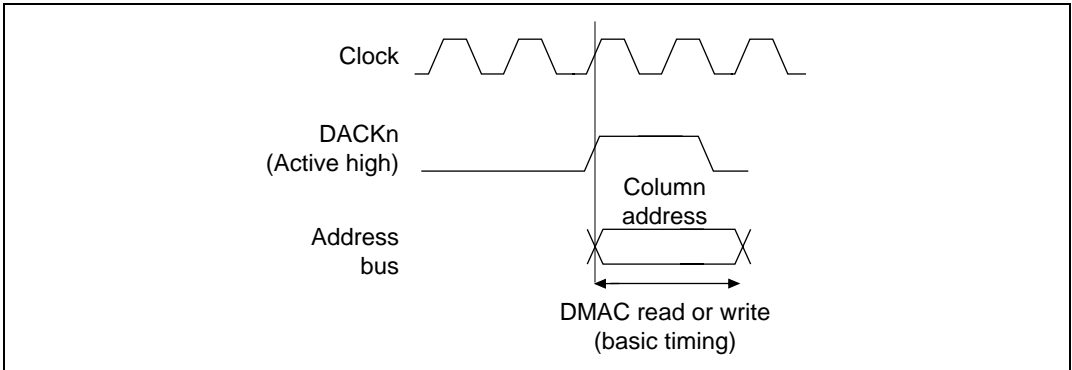 Clock
DACKn
(Active high)
Column
address
Address
bus
DMAC read or write
(basic timing)